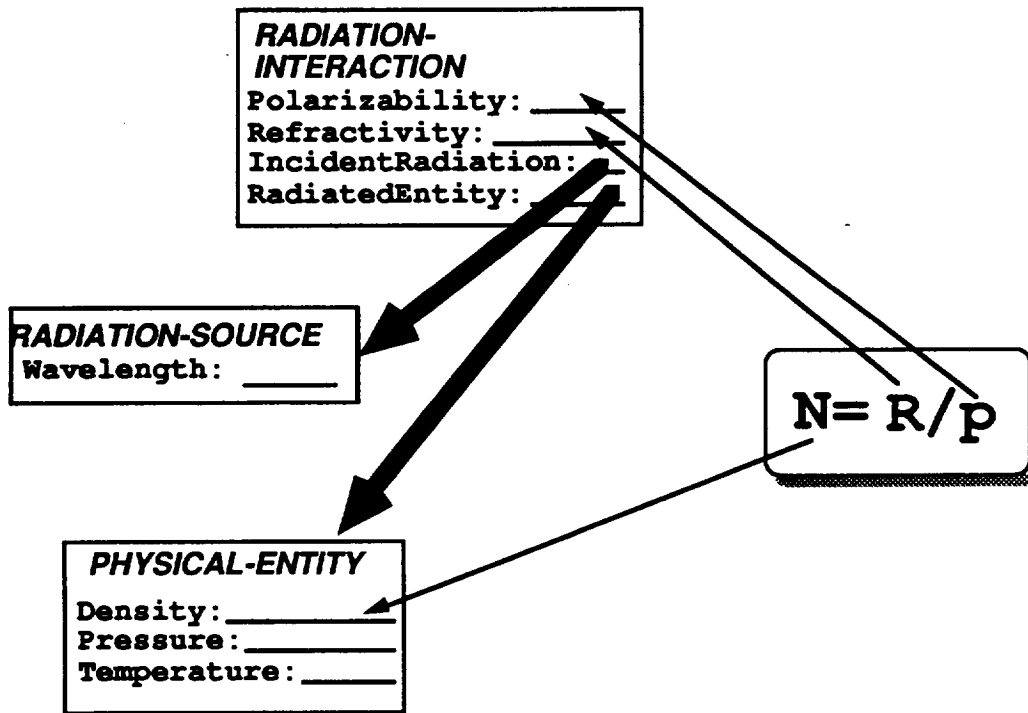 RADIATION-
INTERACTION
Polarizability:
Refractivity:
IncidentRadiation:
RadiatedEntity:
RADIATION-SOURCE
Wavelength:
N= R/p
PHYSICAL-ENTITY
Density:
Pressure:
Temperature: